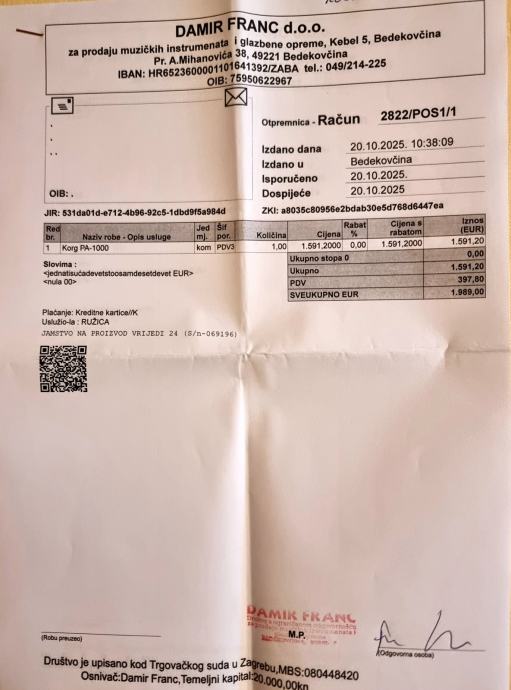 DAMIR FRANC d.o.o.
za prodaju muzičkih instrumenata i glazbene opreme, Kebel 5, Bedekovčina
Pr. A.Mihanovića 38, 49221 Bedekovčina
IBAN: HR6523600001101641392/ZABA tel.: 049/214-225
OIB: 75950622967
Otpremnica - Račun 2822/POS1/1
Izdano dana 20.10.2025. 10:38:09
Izdano u Bedekovčina
Isporučeno 20.10.2025.
Dospijeće 20.10.2025
OIB: .
JIR: 531da01d-e712-4b96-92c5-1dbd9f5a984d ZKI: a8035c80956e2bdab30e5d768d6447ea
Red br. Naziv robe - Opis usluge Jed mj. Šif por. Količina Cijena Rabat % Cijena s rabatom Iznos (EUR)
1 Korg PA-1000 kom PDV3 1,00 1.591,2000 0,00 1.591,2000 1.591,20
Ukupno stopa 0 0,00
Ukupno 1.591,20
PDV 397,80
SVEUKUPNO EUR 1.989,00
Slovima :
<jednatisućadevetstoosamdesetdevet EUR>
<nula 00>
Plaćanje: Kreditne kartice//K
Uslužio-la : RUŽICA
JAMSTVO NA PROIZVOD VRIJEDI 24 (S/n-069196)
DAMIR FRANC
M.P.
(Robu preuzeo)
(Odgovorna osoba)
Društvo je upisano kod Trgovačkog suda u Zagrebu,MBS:080448420
Osnivač:Damir Franc,Temeljni kapital:20.000,00kn